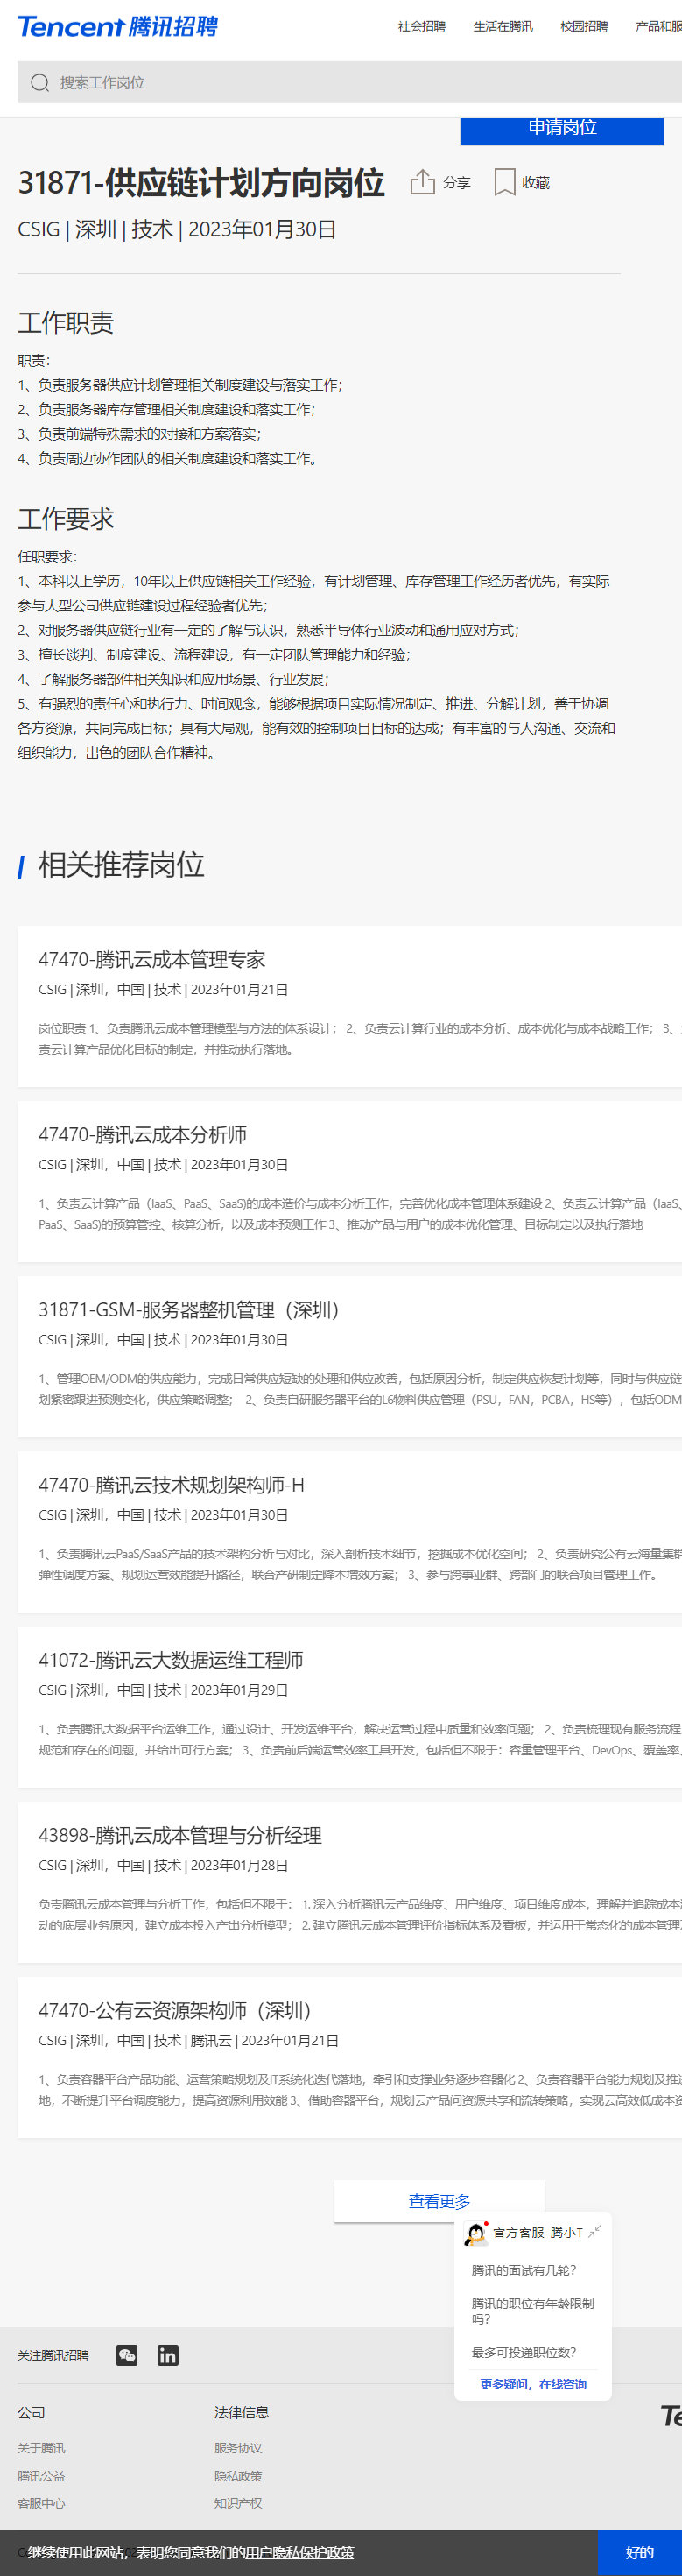 Tencent 腾讯招聘
社会招聘 生活在腾讯 校园招聘 产品和服
搜索工作岗位
申请岗位
31871-供应链计划方向岗位 分享 收藏
CSIG | 深圳 | 技术 | 2023年01月30日
工作职责
职责：
1、负责服务器供应计划管理相关制度建设与落实工作；
2、负责服务器库存管理相关制度建设和落实工作；
3、负责前端特殊需求的对接和方案落实；
4、负责周边协作团队的相关制度建设和落实工作。
工作要求
任职要求：
1、本科以上学历，10年以上供应链相关工作经验，有计划管理、库存管理工作经历者优先，有实际
参与大型公司供应链建设过程经验者优先；
2、对服务器供应链行业有一定的了解与认识，熟悉半导体行业波动和通用应对方式；
3、擅长谈判、制度建设、流程建设，有一定团队管理能力和经验；
4、了解服务器部件相关知识和应用场景、行业发展；
5、有强烈的责任心和执行力、时间观念，能够根据项目实际情况制定、推进、分解计划，善于协调
各方资源，共同完成目标；具有大局观，能有效的控制项目目标的达成；有丰富的与人沟通、交流和
组织能力，出色的团队合作精神。
相关推荐岗位
47470-腾讯云成本管理专家
CSIG | 深圳，中国 | 技术 | 2023年01月21日
岗位职责 1、负责腾讯云成本管理模型与方法的体系设计； 2、负责云计算行业的成本分析、成本优化与成本战略工作； 3、
责云计算产品优化目标的制定，并推动执行落地。
47470-腾讯云成本分析师
CSIG | 深圳，中国 | 技术 | 2023年01月30日
1、负责云计算产品（IaaS、PaaS、SaaS)的成本造价与成本分析工作，完善优化成本管理体系建设 2、负责云计算产品（IaaS、
PaaS、SaaS)的预算管控、核算分析，以及成本预测工作 3、推动产品与用户的成本优化管理、目标制定以及执行落地
31871-GSM-服务器整机管理（深圳）
CSIG | 深圳，中国 | 技术 | 2023年01月30日
1、管理OEM/ODM的供应能力，完成日常供应短缺的处理和供应改善，包括原因分析，制定供应恢复计划等，同时与供应链
划紧密跟进预测变化，供应策略调整； 2、负责自研服务器平台的L6物料供应管理（PSU，FAN，PCBA，HS等），包括ODM
47470-腾讯云技术规划架构师-H
CSIG | 深圳，中国 | 技术 | 2023年01月30日
1、负责腾讯云PaaS/SaaS产品的技术架构分析与对比，深入剖析技术细节，挖掘成本优化空间； 2、负责研究公有云海量集群
弹性调度方案、规划运营效能提升路径，联合产研制定降本增效方案； 3、参与跨事业群、跨部门的联合项目管理工作。
41072-腾讯云大数据运维工程师
CSIG | 深圳，中国 | 技术 | 2023年01月29日
1、负责腾讯大数据平台运维工作，通过设计、开发运维平台，解决运营过程中质量和效率问题； 2、负责梳理现有服务流程
规范和存在的问题，并给出可行方案； 3、负责前后端运营效率工具开发，包括但不限于：容量管理平台、DevOps、覆盖率、
43898-腾讯云成本管理与分析经理
CSIG | 深圳，中国 | 技术 | 2023年01月28日
负责腾讯云成本管理与分析工作，包括但不限于： 1. 深入分析腾讯云产品维度、用户维度、项目维度成本，理解并追踪成本
动的底层业务原因，建立成本投入产出分析模型； 2. 建立腾讯云成本管理评价指标体系及看板，并运用于常态化的成本管理
47470-公有云资源架构师（深圳）
CSIG | 深圳，中国 | 技术 | 腾讯云 | 2023年01月21日
1、负责容器平台产品功能、运营策略规划及IT系统化迭代落地，牵引和支撑业务逐步容器化 2、负责容器平台能力规划及推
地，不断提升平台调度能力，提高资源利用效能 3、借助容器平台，规划云产品间资源共享和流转策略，实现云高效低成本资
查看更多
官方客服-腾小T
腾讯的面试有几轮？
腾讯的职位有年龄限制
吗？
最多可投递职位数？
更多疑问，在线咨询
关注腾讯招聘
公司 法律信息 Te
关于腾讯 服务协议
腾讯公益 隐私政策
客服中心 知识产权
继续使用此网站，表明您同意我们的用户隐私保护政策 好的